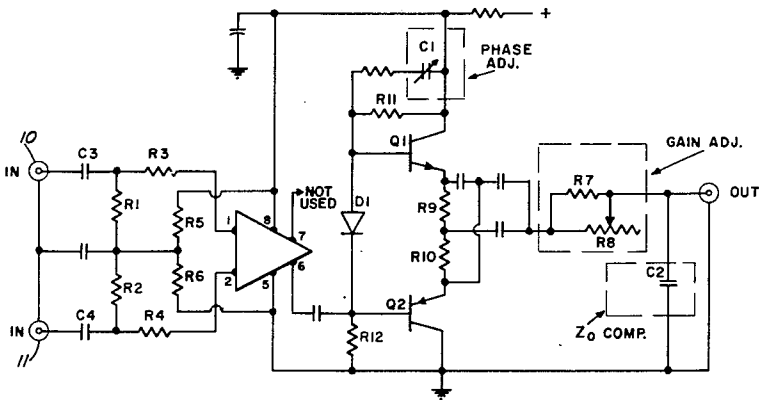 +
C1
PHASE
ADJ.
R11
10
IN
C3
R3
Q1
GAIN ADJ.
NOT
USED
R1
R5
1
8
7
D1
R9
R7
OUT
R8
R2
R6
2
5
6
R10
C2
IN
C4
R4
Q2
R12
Z0 COMP.
11